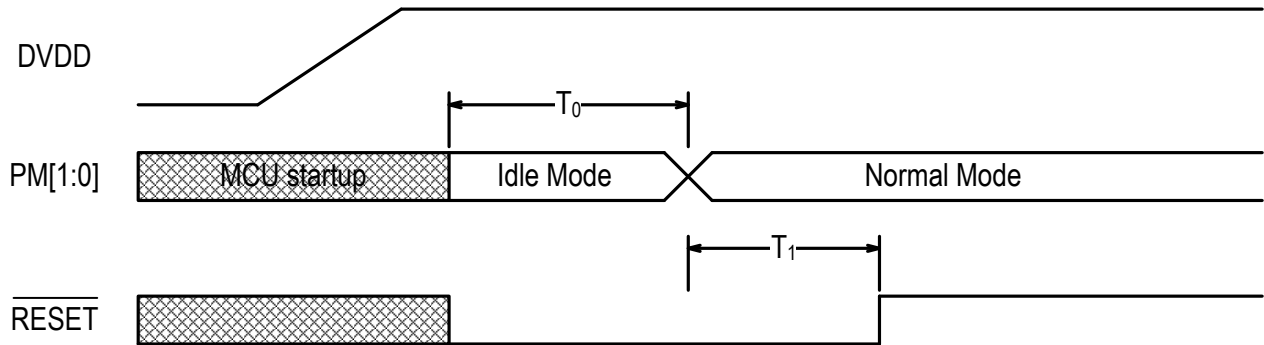 DVDD
T₀
PM[1:0]
MCU startup
Idle Mode
Normal Mode
T₁
RESET